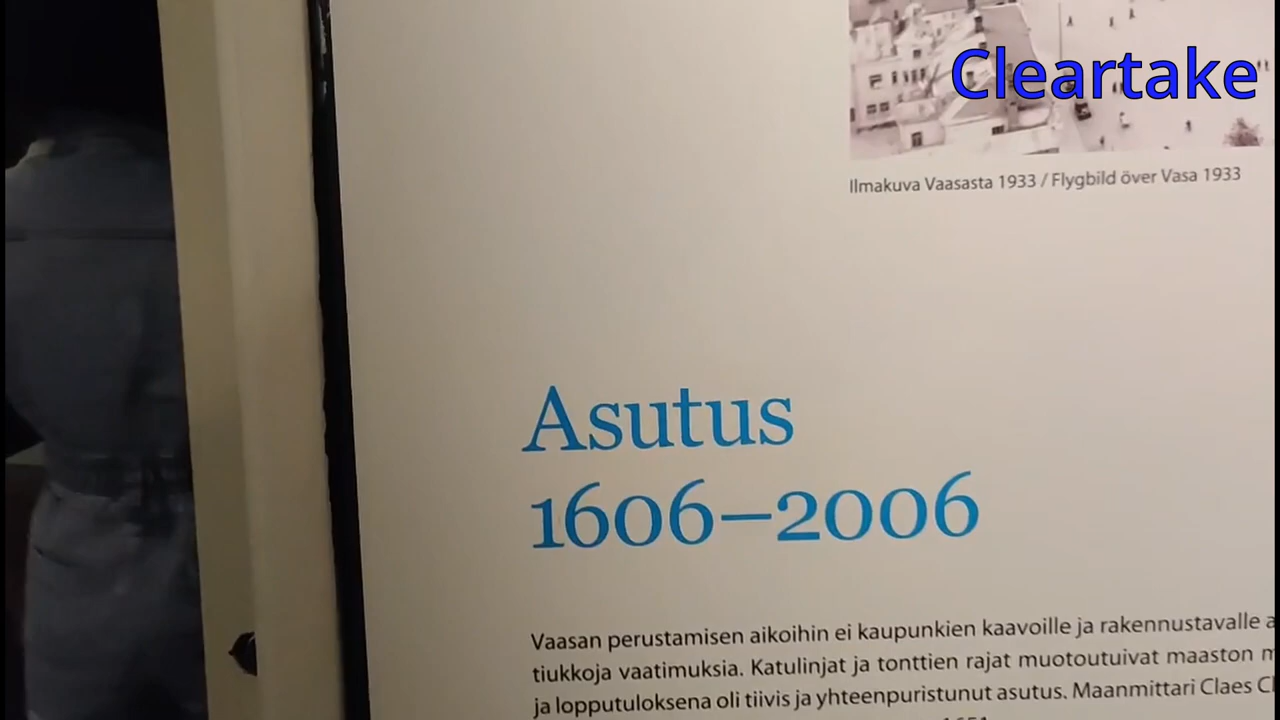 Cleartake
Ilmakuva Vaasasta 1933 / Flygbild över Vasa 1933
Asutus
1606–2006
Vaasan perustamisen aikoihin ei kaupunkien kaavoille ja rakennustavalle
tiukkoja vaatimuksia. Katulinjat ja tonttien rajat muotoutuivat maaston
ja lopputuloksena oli tiivis ja yhteenpuristunut asutus. Maanmittari Claes